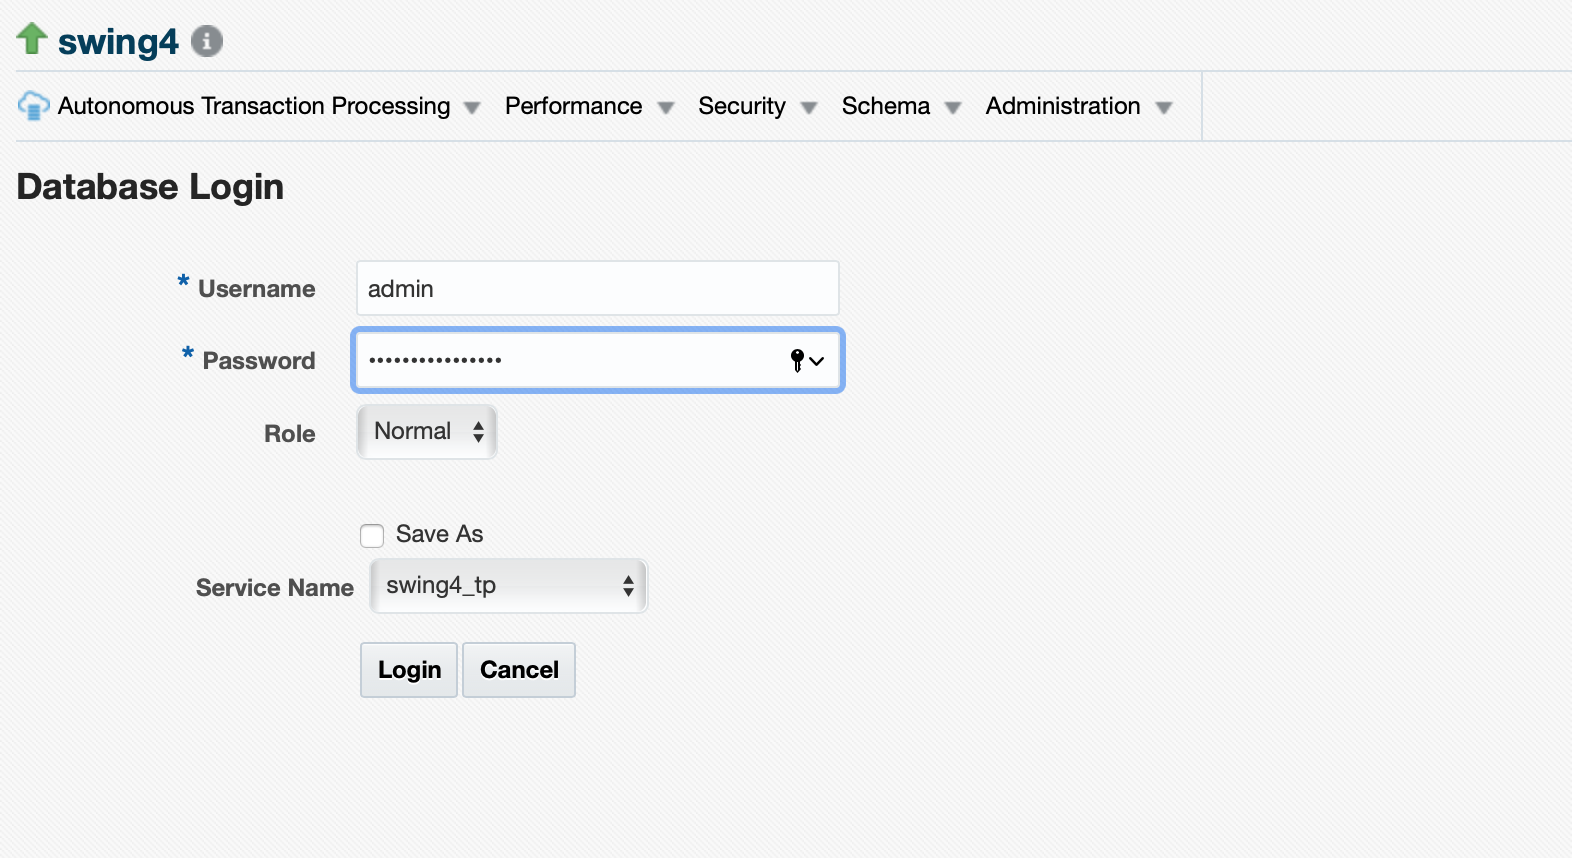 swing4
Autonomous Transaction Processing Performance Security Schema Administration
Database Login
* Username admin
* Password ••••••••••••••••
Role Normal
Save As
Service Name swing4_tp
Login Cancel